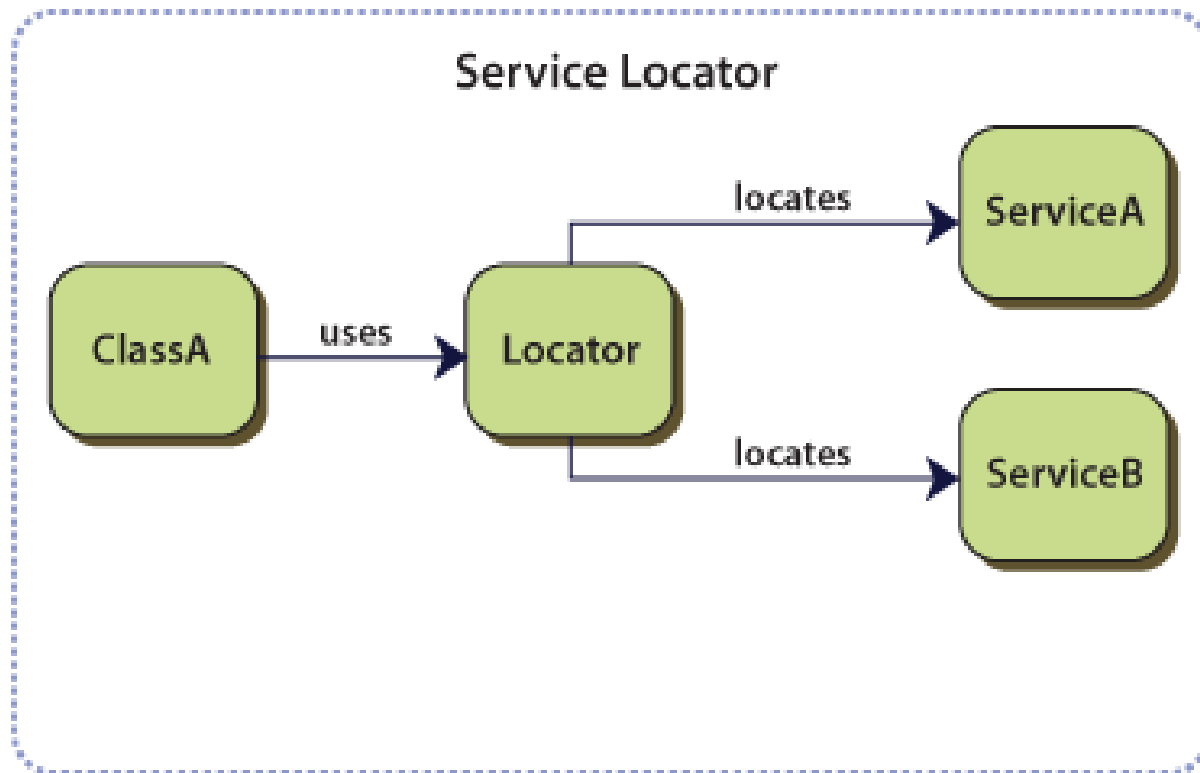 Service Locator
locates
ServiceA
ClassA
uses
Locator
locates
ServiceB